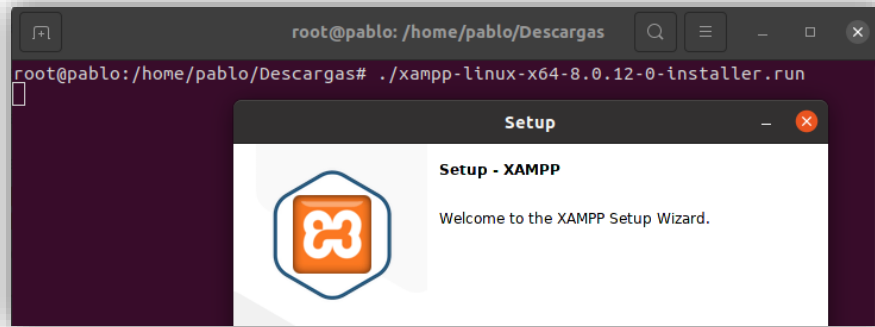 root@pablo: /home/pablo/Descargas
root@pablo:/home/pablo/Descargas# ./xampp-linux-x64-8.0.12-0-installer.run
Setup
Setup - XAMPP
Welcome to the XAMPP Setup Wizard.